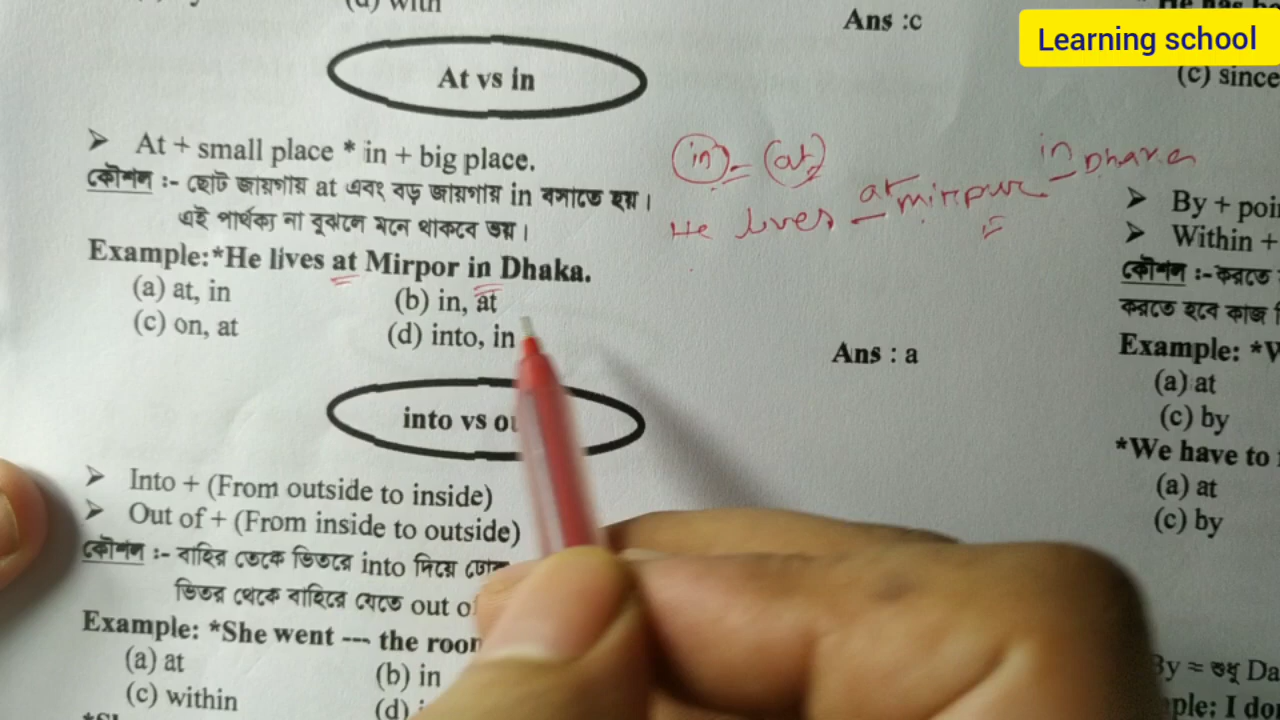 (d) with
Ans :c
Learning school
(c) since
At vs in
➤ At + small place * in + big place.
কৌশল :- ছোট জায়গায় at এবং বড় জায়গায় in বসাতে হয়।
এই পার্থক্য না বুঝলে মনে থাকবে ভয়।
Example:*He lives at Mirpor in Dhaka.
(a) at, in
(b) in, at
(c) on, at
(d) into, in
Ans : a
in = at
He lives at mirpur in Dhaka
into vs
➤ Into + (From outside to inside)
➤ Out of + (From inside to outside)
কৌশল :- বাহির থেকে ভিতরে into দিয়ে
ভিতর থেকে বাহিরে যেতে out o
Example: *She went --- the room
(a) at
(b) in
(c) within
(d)
➤ By +
➤ Within +
কৌশল :- করতে
করতে হবে কাজ
Example: *W
(a) at
(c) by
*We have to
(a) at
(c) by
By = শুধু Da
ple: I do